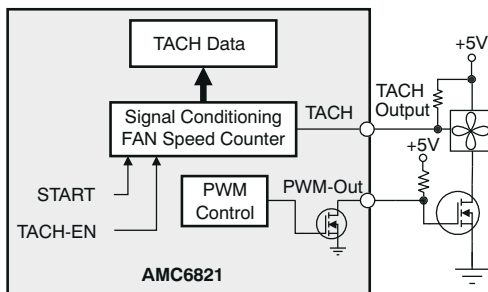 TACH Data
+5V
TACH
Output
TACH
Signal Conditioning
FAN Speed Counter
+5V
START
PWM
Control
PWM-Out
TACH-EN
AMC6821